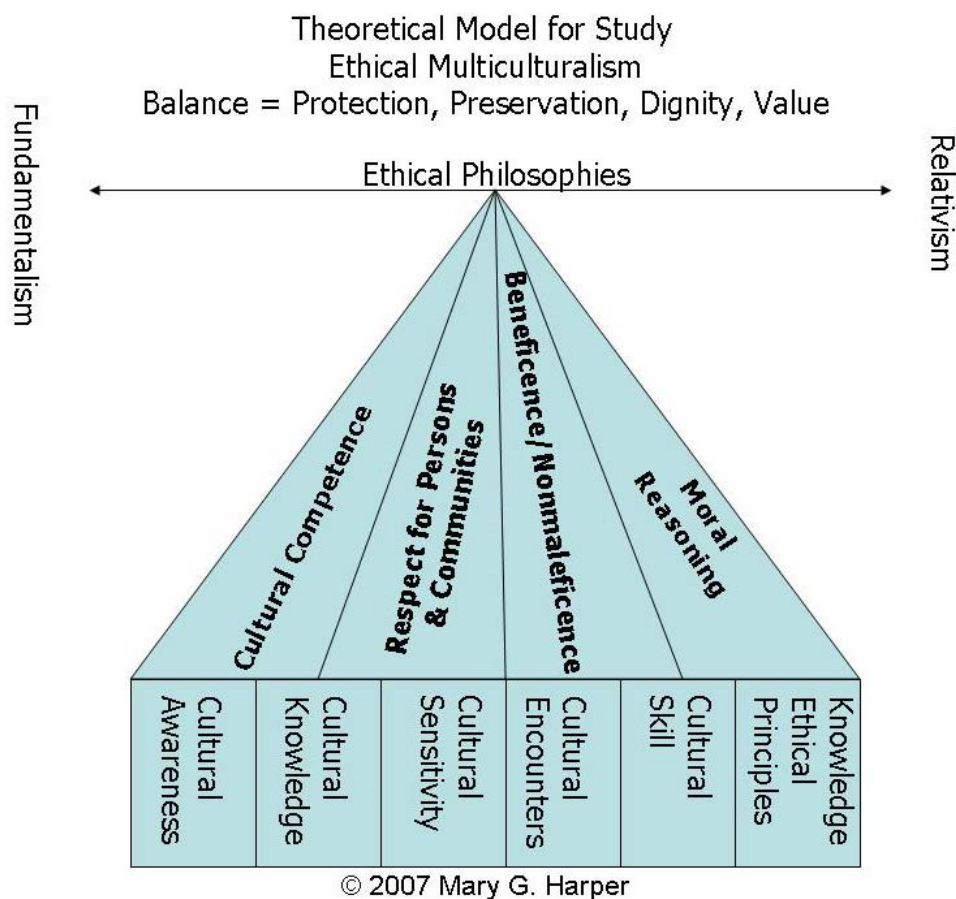 Theoretical Model for Study
Ethical Multiculturalism
Balance = Protection, Preservation, Dignity, Value
Fundamentalism
Ethical Philosophies
Relativism
Cultural Competence
Respect for Persons
& Communities
Beneficence/Nonmaleficence
Moral
Reasoning
Cultural
Awareness
Cultural
Knowledge
Cultural
Sensitivity
Cultural
Encounters
Cultural
Skill
Knowledge
Ethical
Principles
© 2007 Mary G. Harper